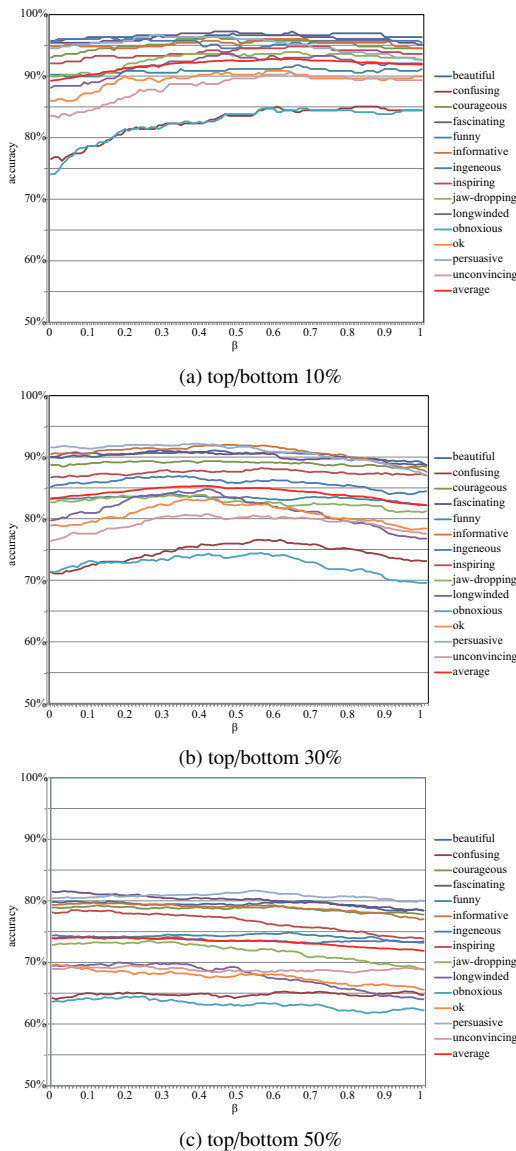 100%
90%
80%
70%
60%
50%
accuracy
0 0.1 0.2 0.3 0.4 0.5 0.6 0.7 0.8 0.9 1
β
beautiful
confusing
courageous
fascinating
funny
informative
ingeneous
inspiring
jaw-dropping
longwinded
obnoxious
ok
persuasive
unconvincing
average
(a) top/bottom 10%
100%
90%
80%
70%
60%
50%
accuracy
0 0.1 0.2 0.3 0.4 0.5 0.6 0.7 0.8 0.9 1
β
beautiful
confusing
courageous
fascinating
funny
informative
ingeneous
inspiring
jaw-dropping
longwinded
obnoxious
ok
persuasive
unconvincing
average
(b) top/bottom 30%
100%
90%
80%
70%
60%
50%
accuracy
0 0.1 0.2 0.3 0.4 0.5 0.6 0.7 0.8 0.9 1
β
beautiful
confusing
courageous
fascinating
funny
informative
ingeneous
inspiring
jaw-dropping
longwinded
obnoxious
ok
persuasive
unconvincing
average
(c) top/bottom 50%